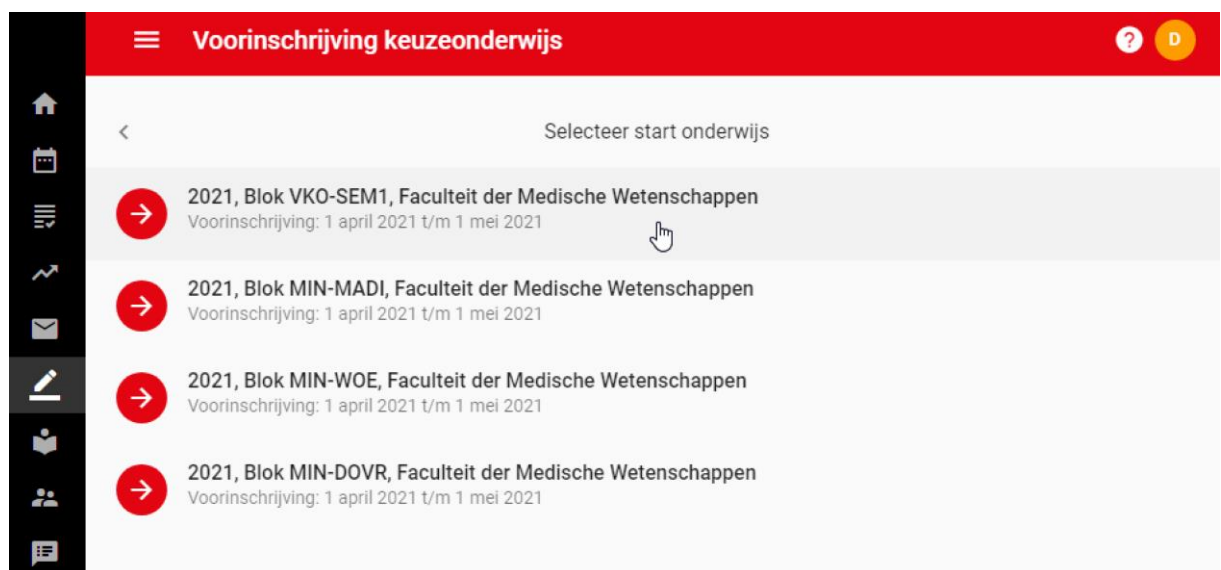 Voorinschrijving keuzeonderwijs
?
D
Selecteer start onderwijs
2021, Blok VKO-SEM1, Faculteit der Medische Wetenschappen
Voorinschrijving: 1 april 2021 t/m 1 mei 2021
2021, Blok MIN-MADI, Faculteit der Medische Wetenschappen
Voorinschrijving: 1 april 2021 t/m 1 mei 2021
2021, Blok MIN-WOE, Faculteit der Medische Wetenschappen
Voorinschrijving: 1 april 2021 t/m 1 mei 2021
2021, Blok MIN-DOVR, Faculteit der Medische Wetenschappen
Voorinschrijving: 1 april 2021 t/m 1 mei 2021